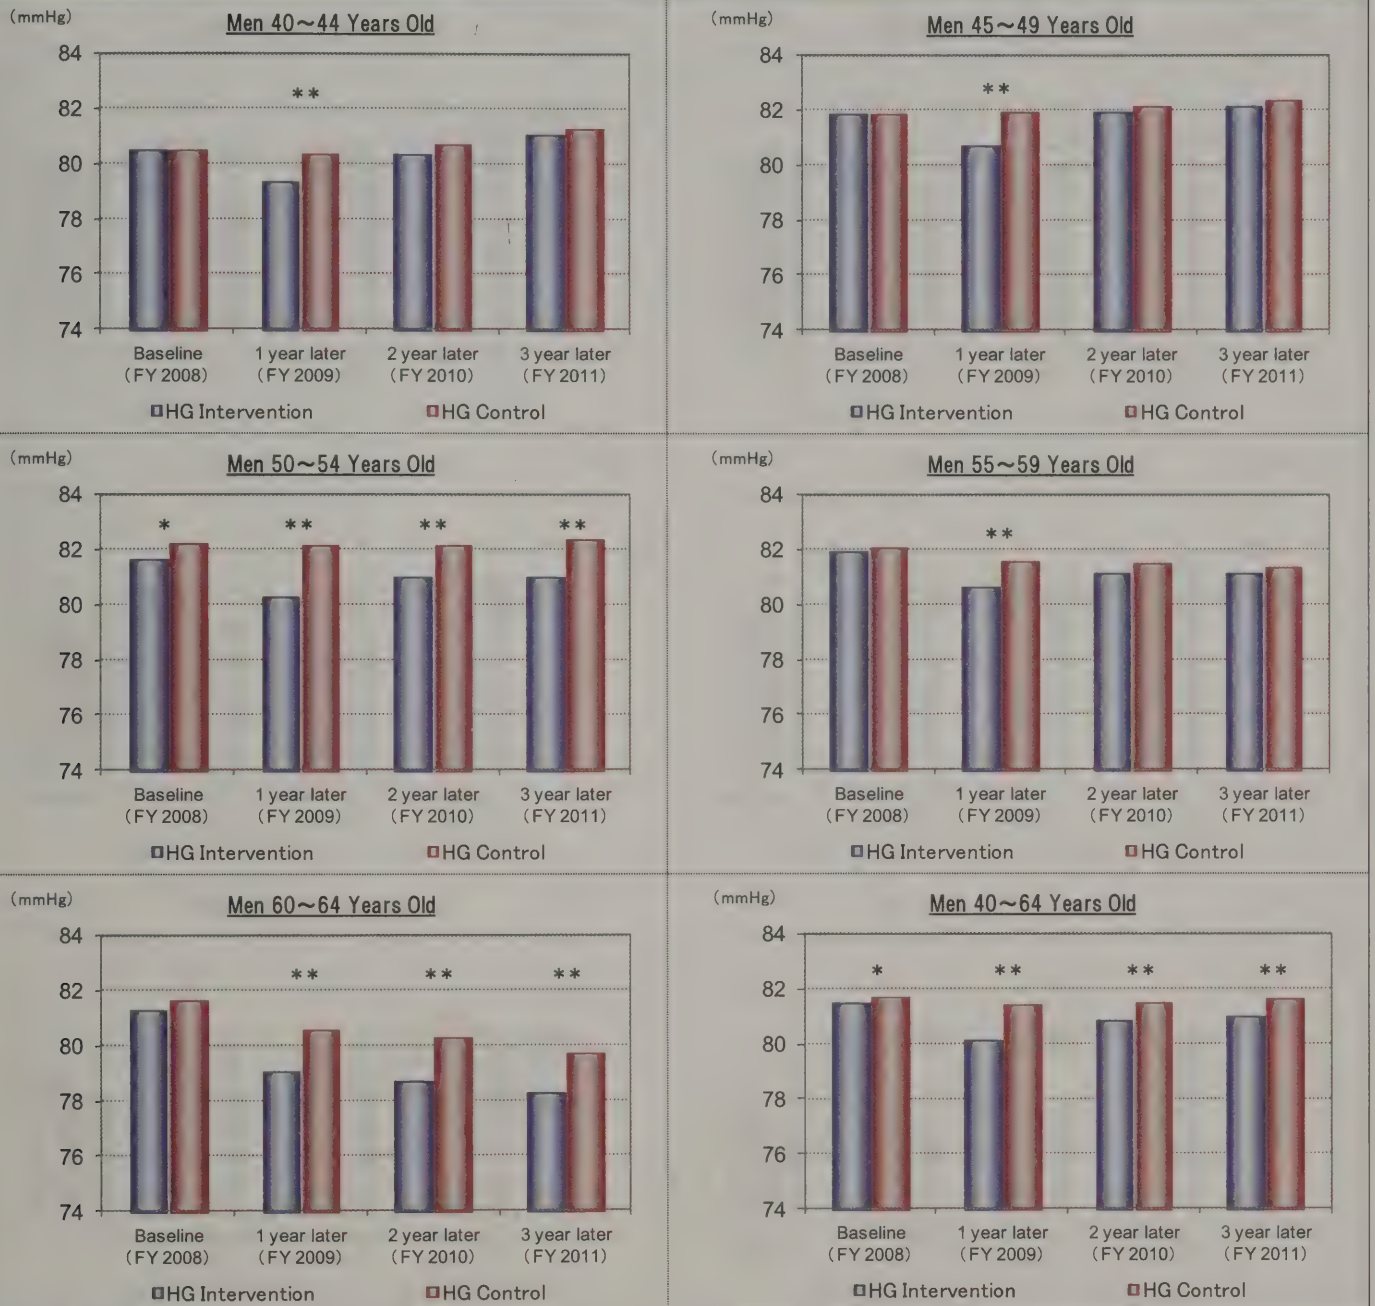 (mmHg)
Men 40～44 Years Old
84
**
82
80
78
76
74
Baseline 1 year later 2 year later 3 year later
(FY 2008) (FY 2009) (FY 2010) (FY 2011)
HG Intervention HG Control
(mmHg)
Men 45～49 Years Old
84
**
82
80
78
76
74
Baseline 1 year later 2 year later 3 year later
(FY 2008) (FY 2009) (FY 2010) (FY 2011)
HG Intervention HG Control
(mmHg)
Men 50～54 Years Old
84
* ** ** **
82
80
78
76
74
Baseline 1 year later 2 year later 3 year later
(FY 2008) (FY 2009) (FY 2010) (FY 2011)
HG Intervention HG Control
(mmHg)
Men 55～59 Years Old
84
**
82
80
78
76
74
Baseline 1 year later 2 year later 3 year later
(FY 2008) (FY 2009) (FY 2010) (FY 2011)
HG Intervention HG Control
(mmHg)
Men 60～64 Years Old
84
** ** **
82
80
78
76
74
Baseline 1 year later 2 year later 3 year later
(FY 2008) (FY 2009) (FY 2010) (FY 2011)
HG Intervention HG Control
(mmHg)
Men 40～64 Years Old
84
* ** ** **
82
80
78
76
74
Baseline 1 year later 2 year later 3 year later
(FY 2008) (FY 2009) (FY 2010) (FY 2011)
HG Intervention HG Control